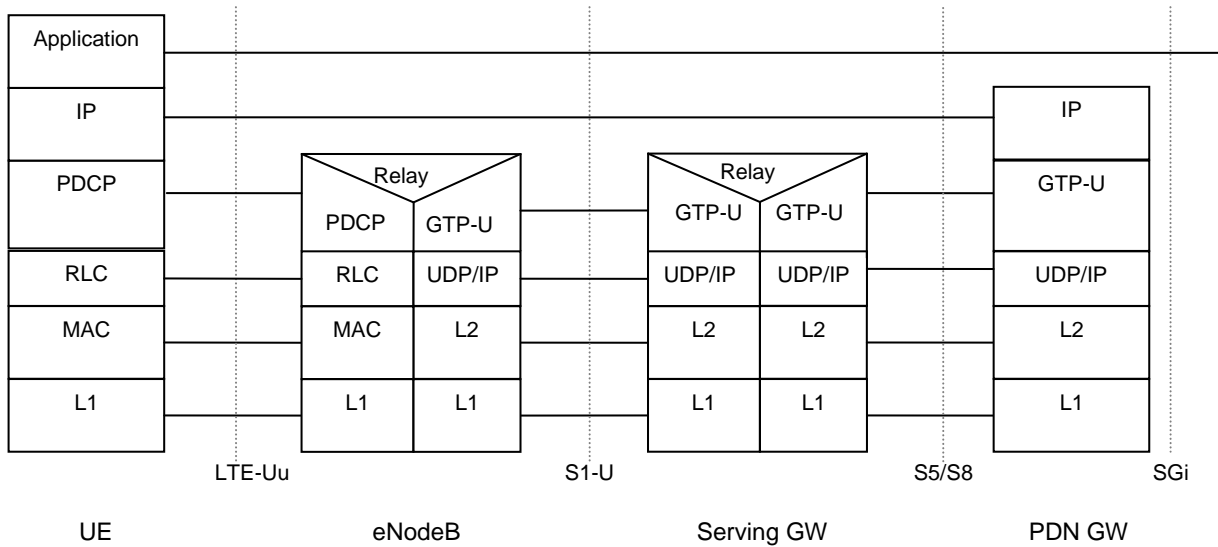 Application
IP
IP
Relay
Relay
PDCP
GTP-U
PDCP
GTP-U
GTP-U
GTP-U
RLC
RLC
UDP/IP
UDP/IP
UDP/IP
UDP/IP
MAC
MAC
L2
L2
L2
L2
L1
L1
L1
L1
L1
L1
LTE-Uu
S1-U
S5/S8
SGi
UE
eNodeB
Serving GW
PDN GW